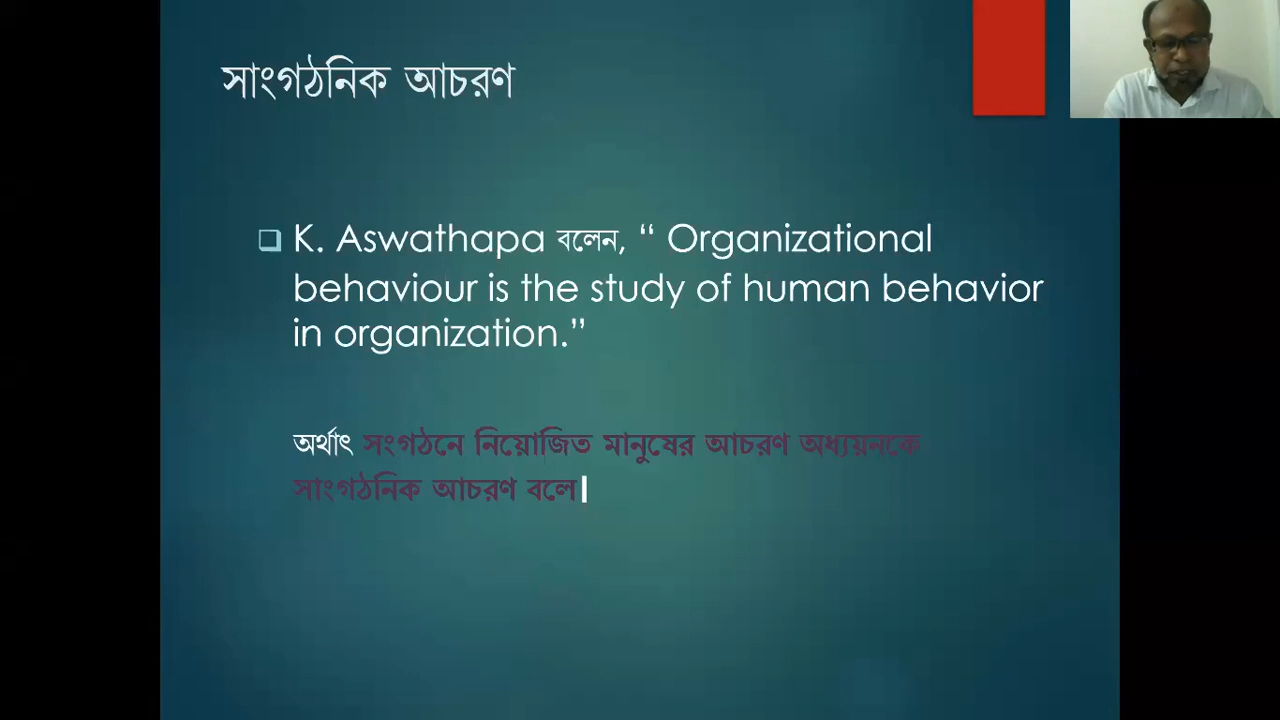 সাংগঠনিক আচরণ
K. Aswathapa বলেন, “ Organizational
behaviour is the study of human behavior
in organization.”
অর্থাৎ সংগঠনে নিয়োজিত মানুষের আচরণ অধ্যয়নকে
সাংগঠনিক আচরণ বলে।